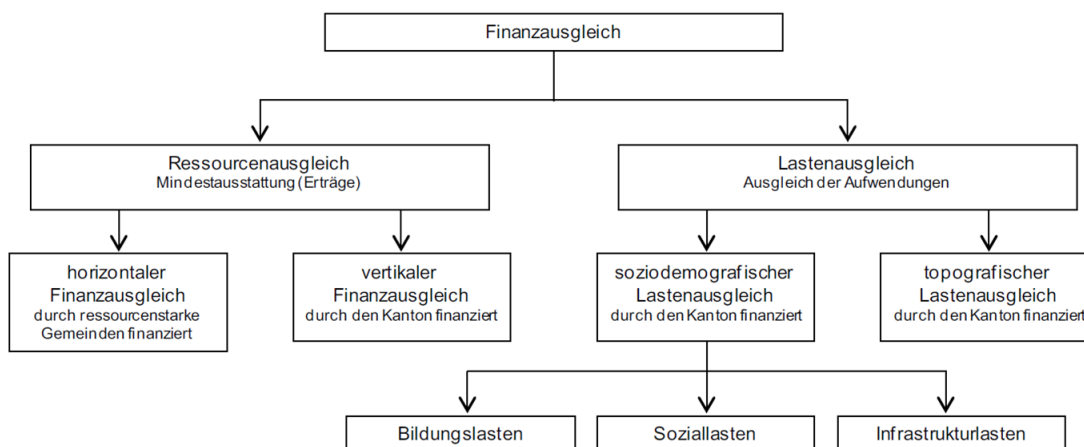 Finanzausgleich
Ressourcenausgleich
Mindestausstattung (Erträge)
Lastenausgleich
Ausgleich der Aufwendungen
horizontaler
Finanzausgleich
durch ressourcenstarke
Gemeinden finanziert
vertikaler
Finanzausgleich
durch den Kanton finanziert
soziodemografischer
Lastenausgleich
durch den Kanton finanziert
topografischer
Lastenausgleich
durch den Kanton finanziert
Bildungslasten
Soziallasten
Infrastrukturlasten